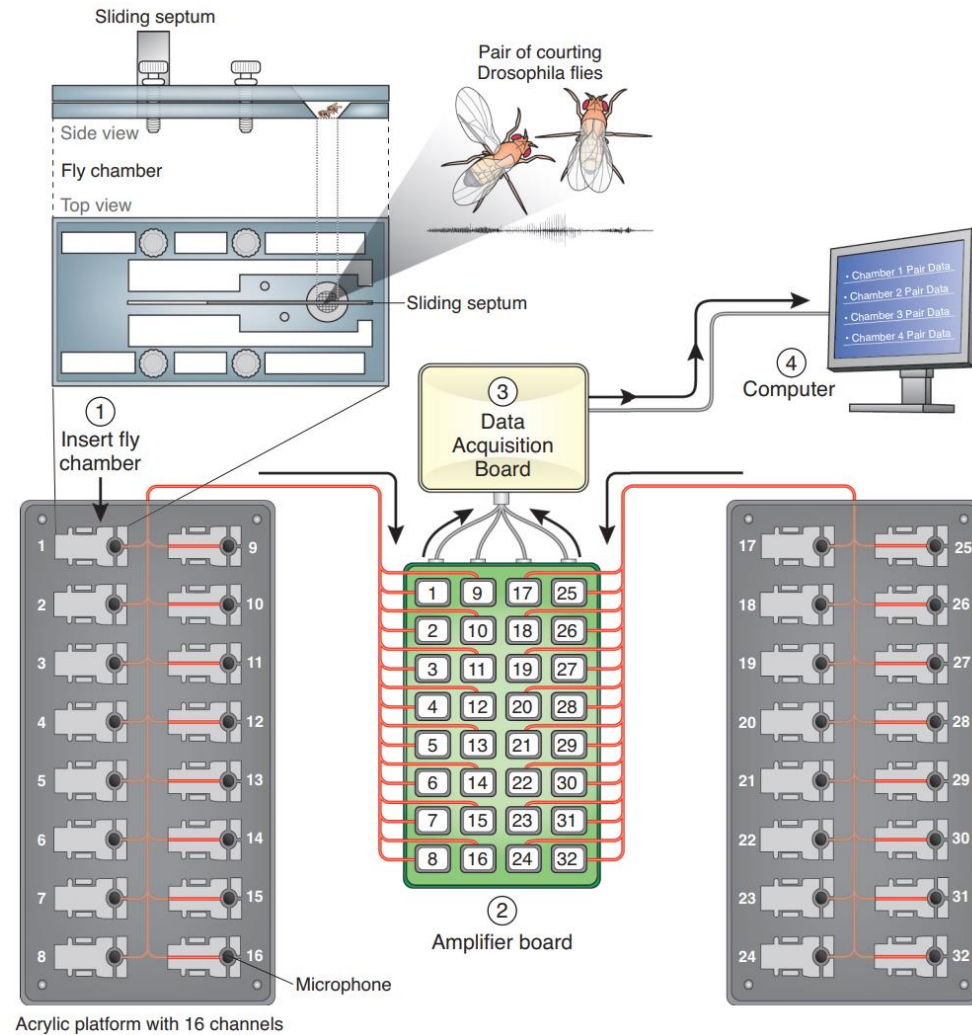 Sliding septum
Pair of courting
Drosophila flies
Side view
Fly chamber
Top view
Sliding septum
• Chamber 1 Pair Data
• Chamber 2 Pair Data
• Chamber 3 Pair Data
• Chamber 4 Pair Data
4
Computer
3
Data
Acquisition
Board
1
Insert fly
chamber
1 9
2 10
3 11
4 12
5 13
6 14
7 15
8 16
Microphone
Acrylic platform with 16 channels
1 9 17 25
2 10 18 26
3 11 19 27
4 12 20 28
5 13 21 29
6 14 22 30
7 15 23 31
8 16 24 32
2
Amplifier board
17 25
18 26
19 27
20 28
21 29
22 30
23 31
24 32